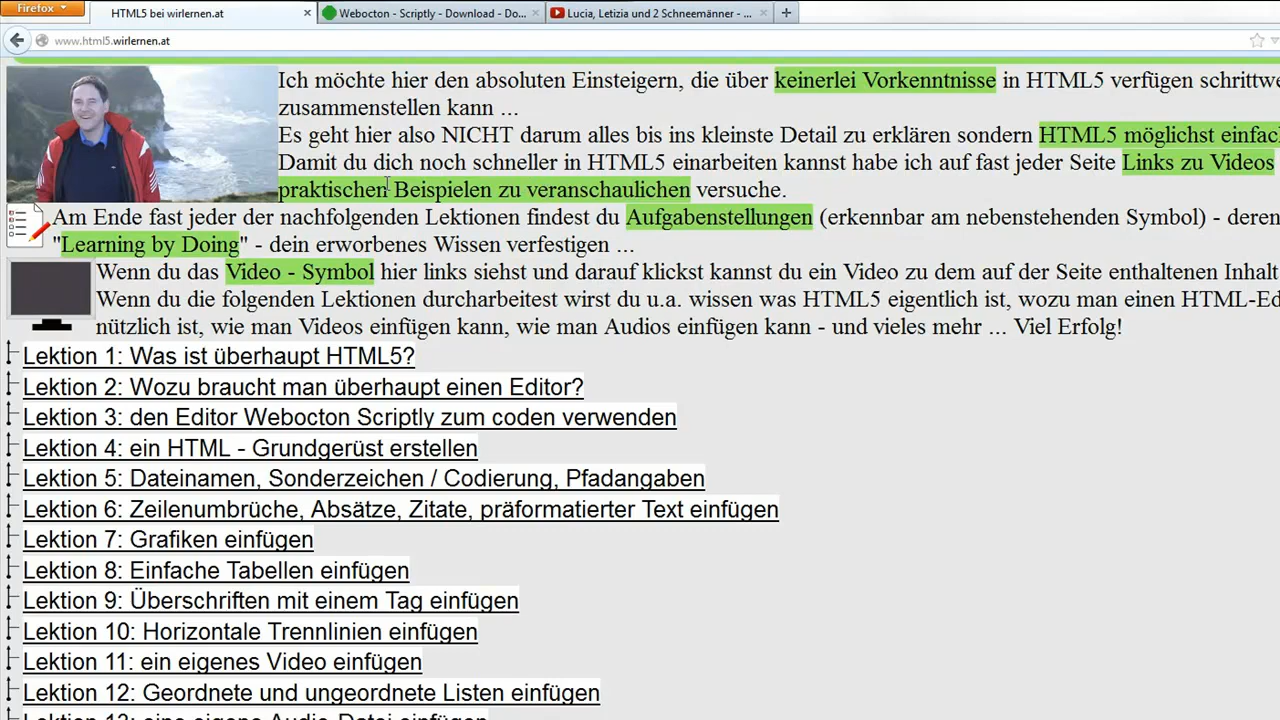 Firefox
HTML5 bei wirlernen.at
Webocton - Scriptly - Download - Do...
Lucia, Letizia und 2 Schneemänner - ...
www.html5.wirlernen.at
Ich möchte hier den absoluten Einsteigern, die über keinerlei Vorkenntnisse in HTML5 verfügen schrittwe
zusammenstellen kann ...
Es geht hier also NICHT darum alles bis ins kleinste Detail zu erklären sondern HTML5 möglichst einfac
Damit du dich noch schneller in HTML5 einarbeiten kannst habe ich auf fast jeder Seite Links zu Videos
praktischen Beispielen zu veranschaulichen versuche.
Am Ende fast jeder der nachfolgenden Lektionen findest du Aufgabenstellungen (erkennbar am nebenstehenden Symbol) - deren
"Learning by Doing" - dein erworbenes Wissen verfestigen ...
Wenn du das Video - Symbol hier links siehst und darauf klickst kannst du ein Video zu dem auf der Seite enthaltenen Inhalt
Wenn du die folgenden Lektionen durcharbeitest wirst du u.a. wissen was HTML5 eigentlich ist, wozu man einen HTML-Ed
nützlich ist, wie man Videos einfügen kann, wie man Audios einfügen kann - und vieles mehr ... Viel Erfolg!
Lektion 1: Was ist überhaupt HTML5?
Lektion 2: Wozu braucht man überhaupt einen Editor?
Lektion 3: den Editor Webocton Scriptly zum coden verwenden
Lektion 4: ein HTML - Grundgerüst erstellen
Lektion 5: Dateinamen, Sonderzeichen / Codierung, Pfadangaben
Lektion 6: Zeilenumbrüche, Absätze, Zitate, präformatierter Text einfügen
Lektion 7: Grafiken einfügen
Lektion 8: Einfache Tabellen einfügen
Lektion 9: Überschriften mit einem Tag einfügen
Lektion 10: Horizontale Trennlinien einfügen
Lektion 11: ein eigenes Video einfügen
Lektion 12: Geordnete und ungeordnete Listen einfügen
Lektion 13: eine eigene Audio-Datei einfügen